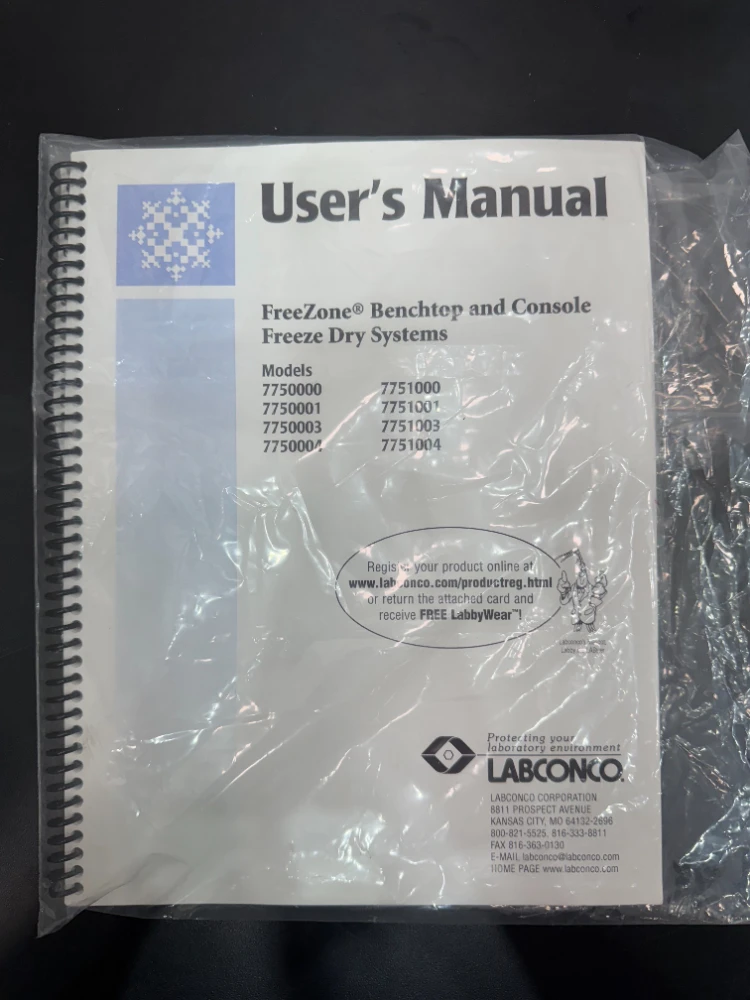 User's Manual
FreeZone® Benchtop and Console
Freeze Dry Systems
Models
7750000 7751000
7750001 7751001
7750003 7751003
7750004 7751004
your product online at
www.labconco.com/productreg.html
or return the attached card and
receive FREE LabbyWear™!
Protecting your
laboratory environment
LABCONCO.
LABCONCO CORPORATION
8811 PROSPECT AVENUE
KANSAS CITY, MO 64132-2696
800-821-5525, 816-333-8811
FAX 816-363-0130
E-MAIL labconco@labconco.com
HOME PAGE www.labconco.com